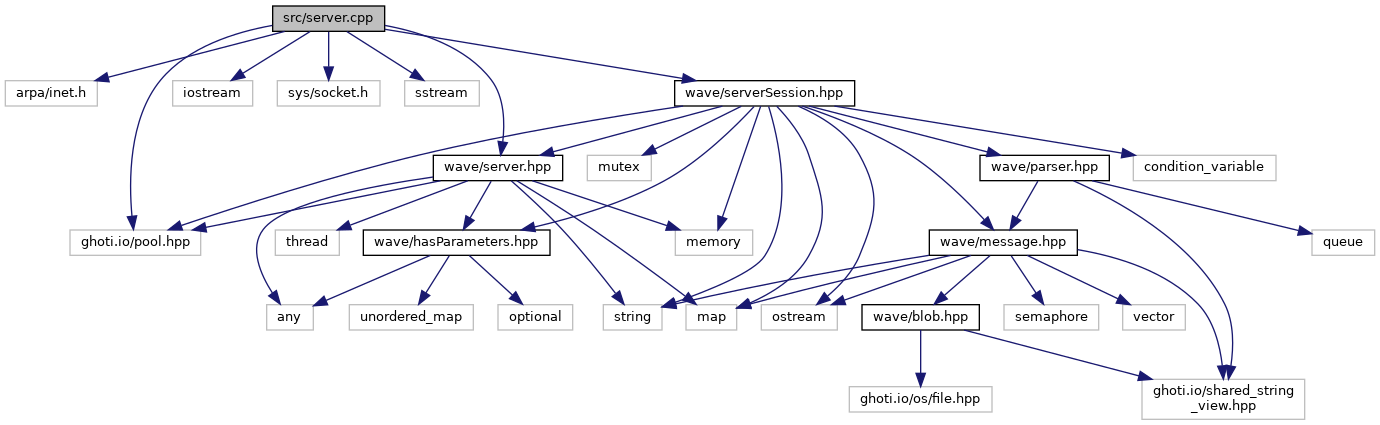 src/server.cpp
arpa/inet.h
iostream
sys/socket.h
sstream
wave/serverSession.hpp
wave/server.hpp
mutex
wave/parser.hpp
condition_variable
ghoti.io/pool.hpp
thread
wave/hasParameters.hpp
memory
wave/message.hpp
queue
any
unordered_map
optional
string
map
ostream
wave/blob.hpp
semaphore
vector
ghoti.io/os/file.hpp
ghoti.io/shared_string
_view.hpp